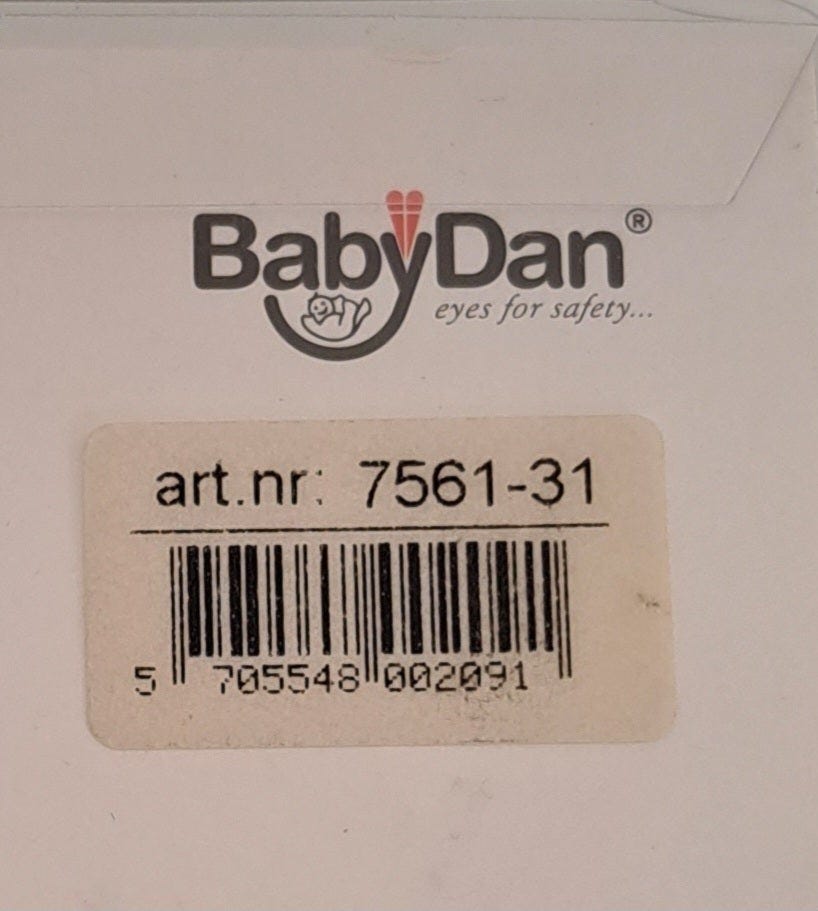 BabyDan®
eyes for safety...
art.nr: 7561-31
5 705548 002091